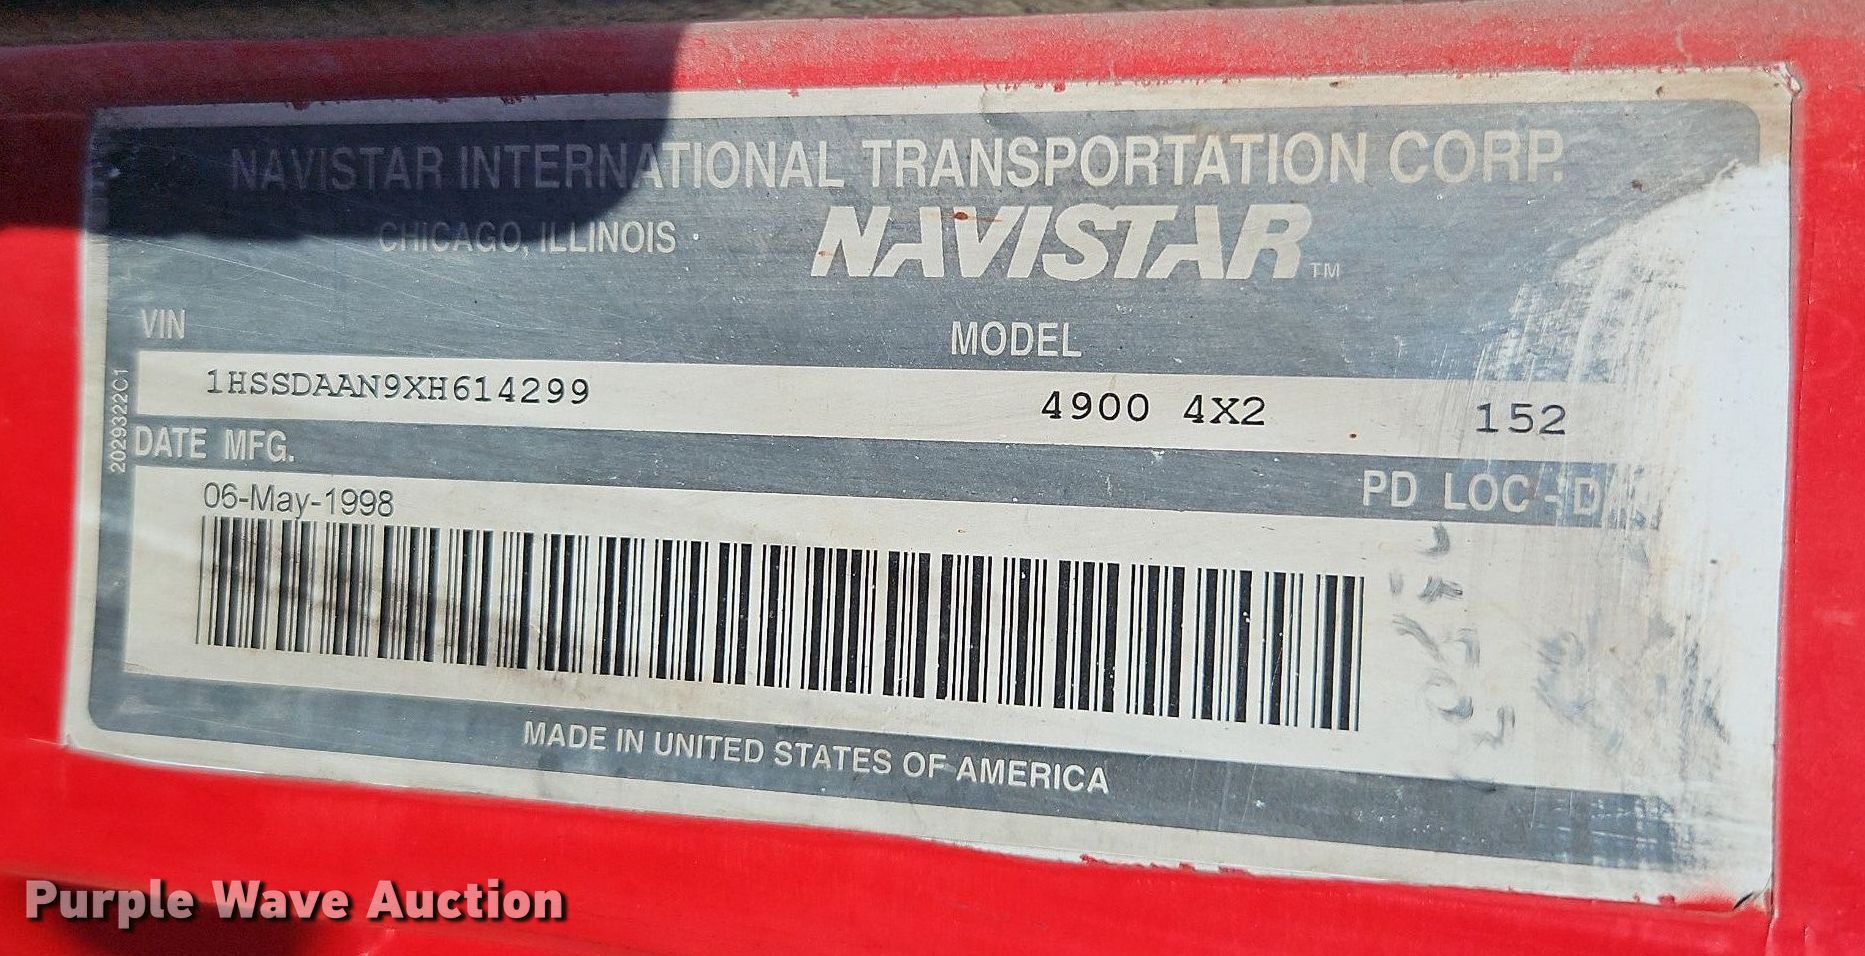 NAVISTAR INTERNATIONAL TRANSPORTATION CORP.
CHICAGO, ILLINOIS
NAVISTAR™
VIN
MODEL
1HSSDAAN9XH614299
4900 4X2
152
2029322C1
DATE MFG.
PD LOC - D
06-May-1998
MADE IN UNITED STATES OF AMERICA
Purple Wave Auction